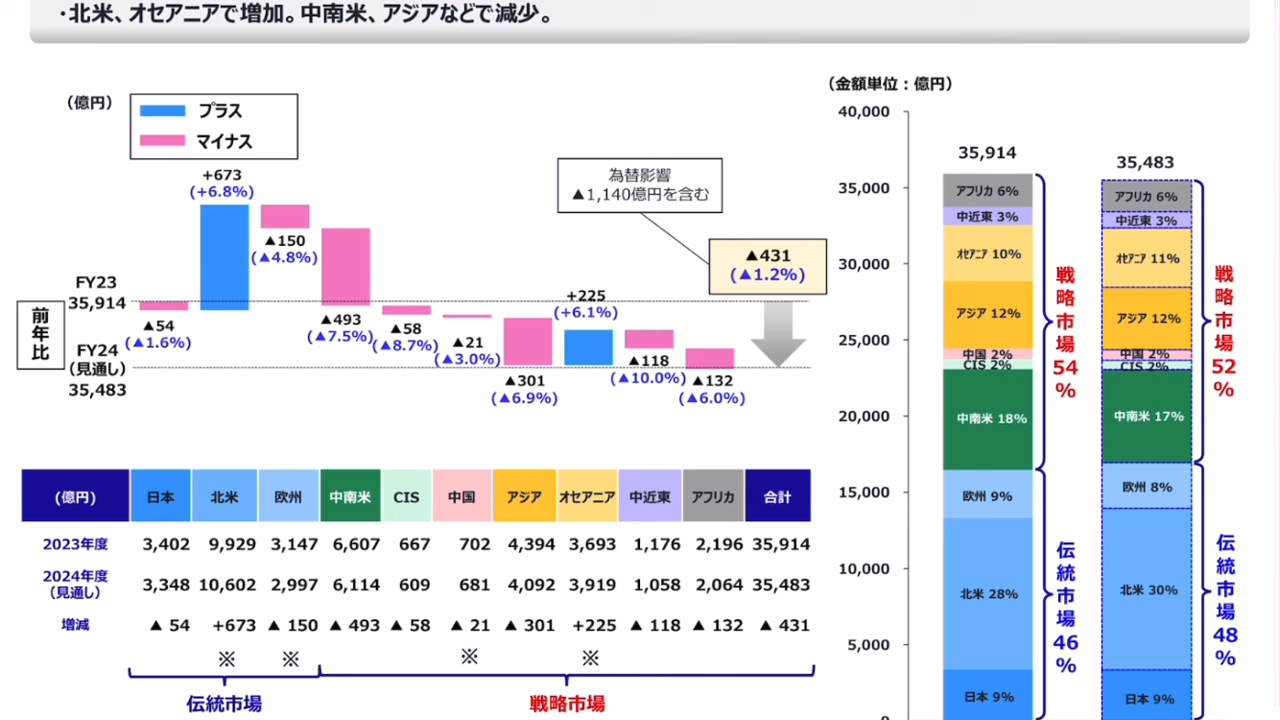 ・北米、オセアニアで増加。中南米、アジアなどで減少。
（億円）
プラス
マイナス
+673
(+6.8%)
▲150
(▲4.8%)
為替影響
▲1,140億円を含む
▲431
(▲1.2%)
FY23
35,914
前年比
FY24
(見通し)
35,483
▲54
(▲1.6%)
▲493
(▲7.5%)
▲58
(▲8.7%)
▲21
(▲3.0%)
▲301
(▲6.9%)
+225
(+6.1%)
▲118
(▲10.0%)
▲132
(▲6.0%)
(億円) 日本 北米 欧州 中南米 CIS 中国 アジア オセアニア 中近東 アフリカ 合計
2023年度 3,402 9,929 3,147 6,607 667 702 4,394 3,693 1,176 2,196 35,914
2024年度
(見通し) 3,348 10,602 2,997 6,114 609 681 4,092 3,919 1,058 2,064 35,483
増減 ▲ 54 +673 ▲ 150 ▲ 493 ▲ 58 ▲ 21 ▲ 301 +225 ▲ 118 ▲ 132 ▲ 431
※ ※ ※ ※
伝統市場 戦略市場
（金額単位：億円）
40,000
35,000
30,000
25,000
20,000
15,000
10,000
5,000
0
35,914
アフリカ 6%
中近東 3%
オセアニア 10%
アジア 12%
中国 2%
CIS 2%
中南米 18%
欧州 9%
北米 28%
日本 9%
戦略市場54%
伝統市場46%
35,483
アフリカ 6%
中近東 3%
オセアニア 11%
アジア 12%
中国 2%
CIS 2%
中南米 17%
欧州 8%
北米 30%
日本 9%
戦略市場52%
伝統市場48%